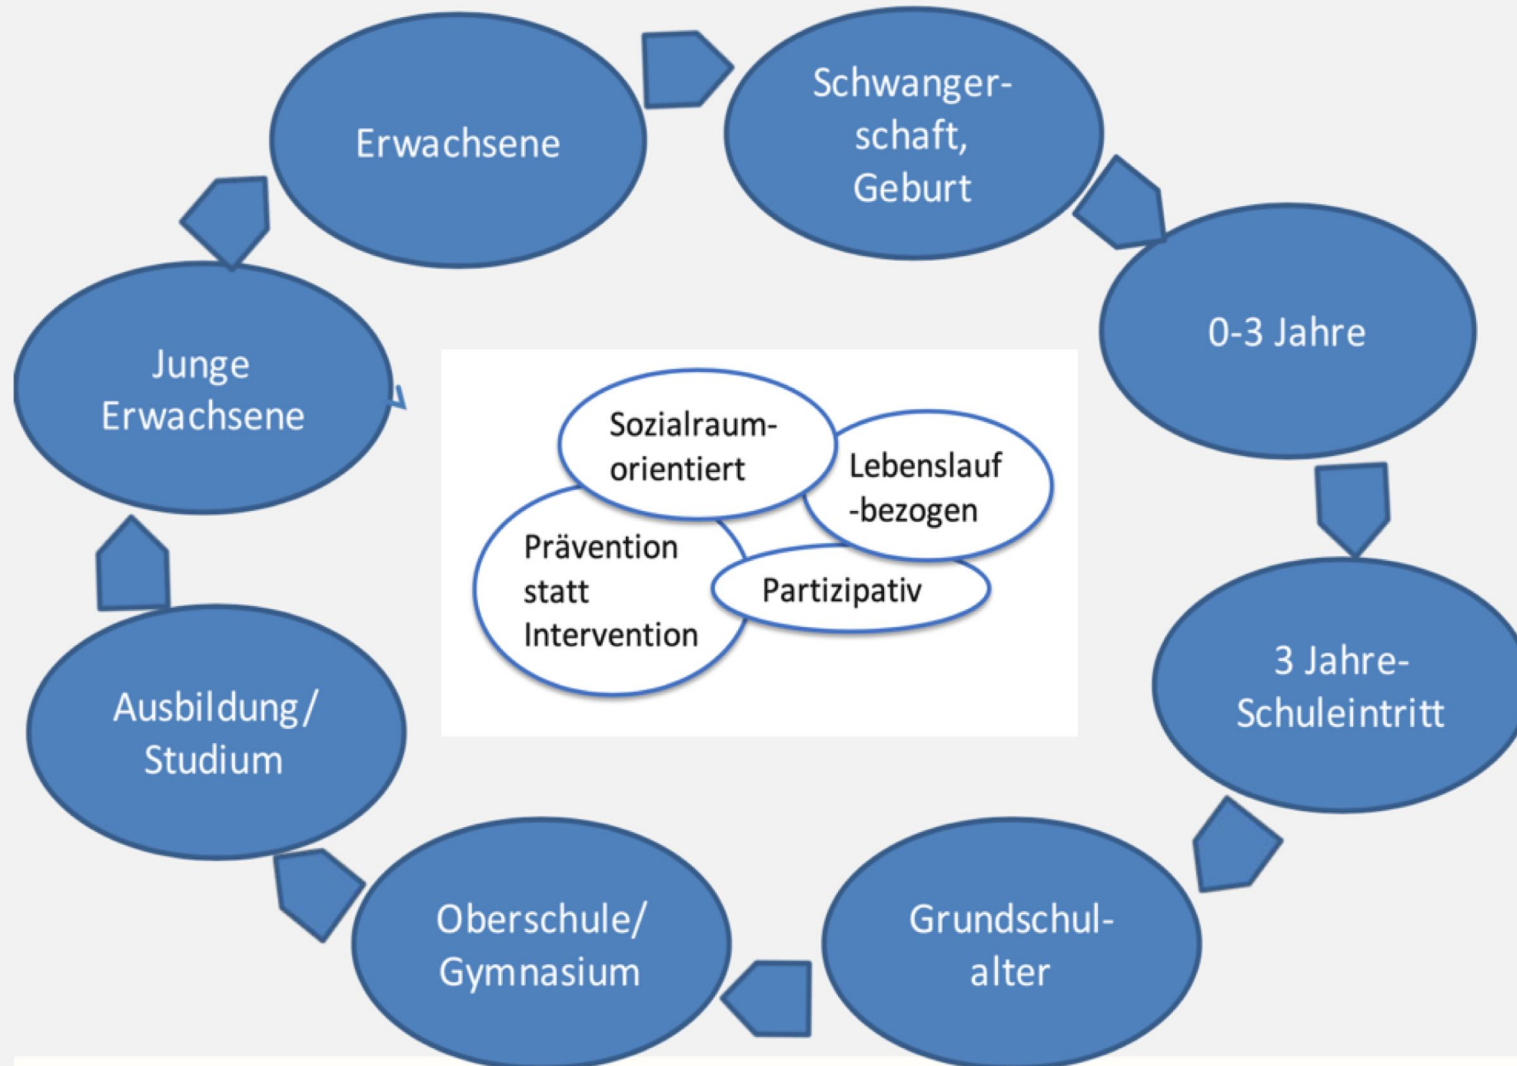 Erwachsene
Schwanger-
schaft,
Geburt
0-3 Jahre
3 Jahre-
Schuleintritt
Grundschul-
alter
Oberschule/
Gymnasium
Ausbildung/
Studium
Junge
Erwachsene
Sozialraum-
orientiert
Lebenslauf
-bezogen
Prävention
statt
Intervention
Partizipativ